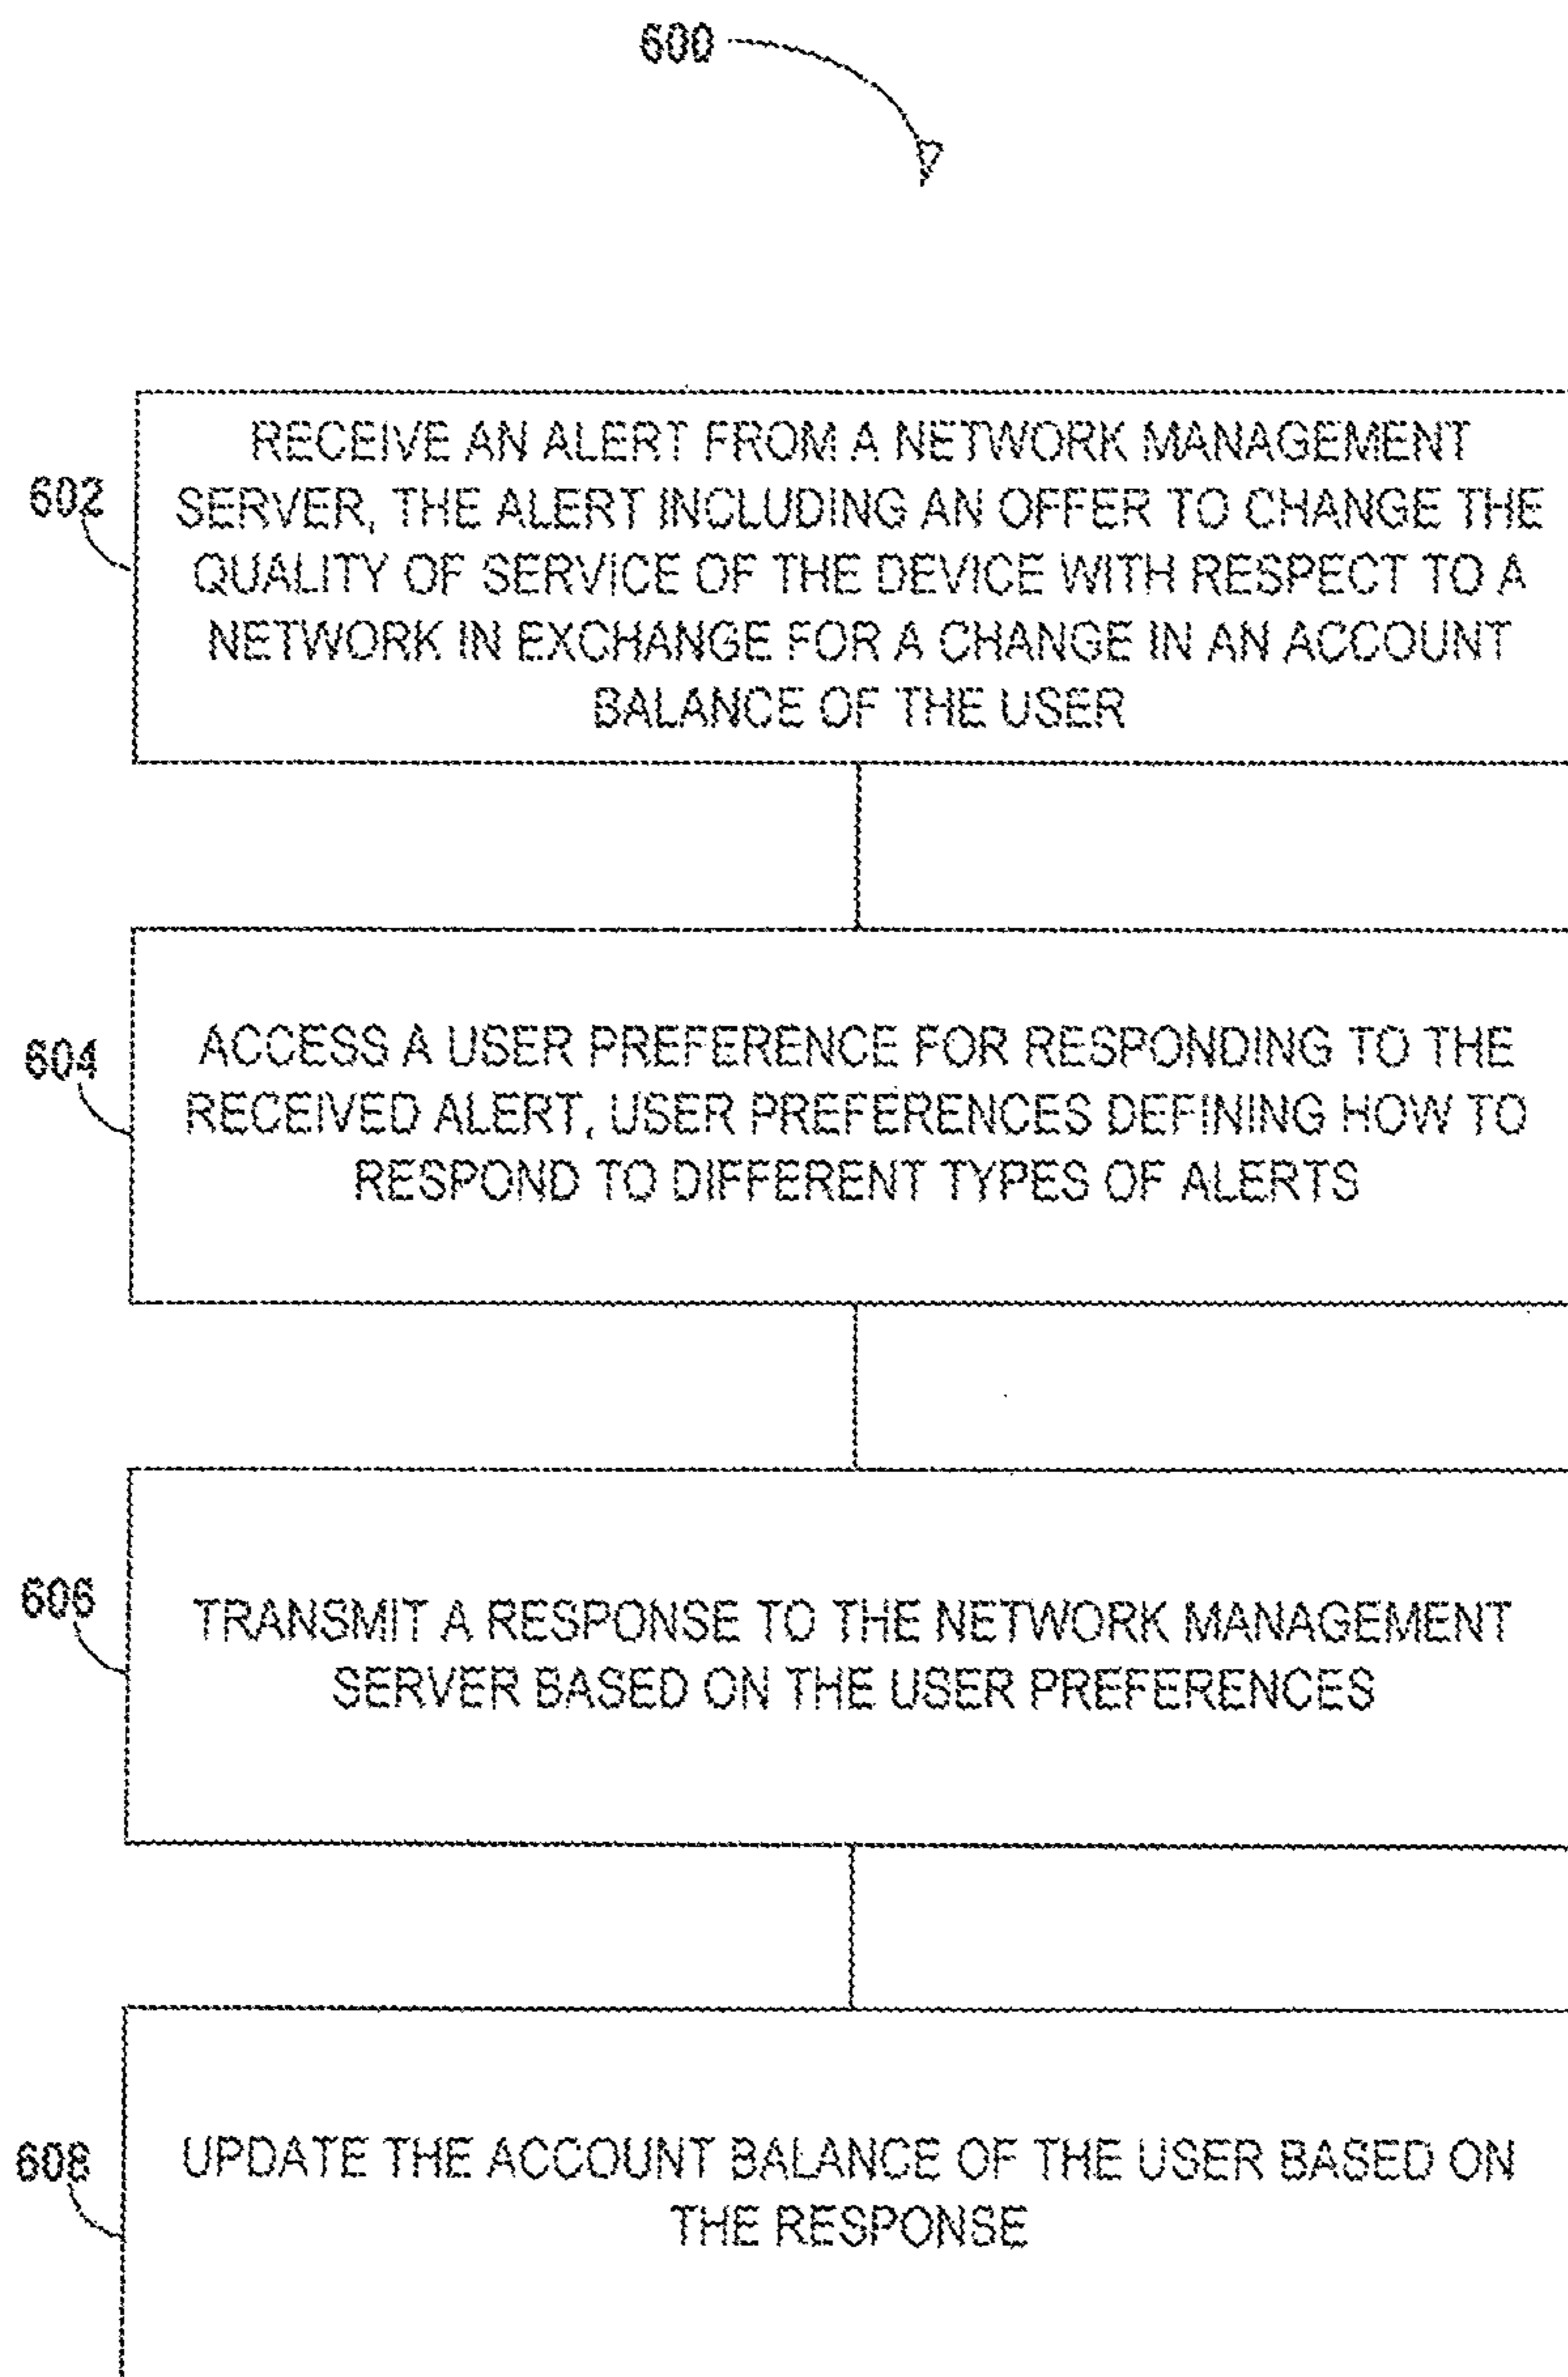 600
602
RECEIVE AN ALERT FROM A NETWORK MANAGEMENT
SERVER, THE ALERT INCLUDING AN OFFER TO CHANGE THE
QUALITY OF SERVICE OF THE DEVICE WITH RESPECT TO A
NETWORK IN EXCHANGE FOR A CHANGE IN AN ACCOUNT
BALANCE OF THE USER
604
ACCESS A USER PREFERENCE FOR RESPONDING TO THE
RECEIVED ALERT, USER PREFERENCES DEFINING HOW TO
RESPOND TO DIFFERENT TYPES OF ALERTS
606
TRANSMIT A RESPONSE TO THE NETWORK MANAGEMENT
SERVER BASED ON THE USER PREFERENCES
608
UPDATE THE ACCOUNT BALANCE OF THE USER BASED ON
THE RESPONSE